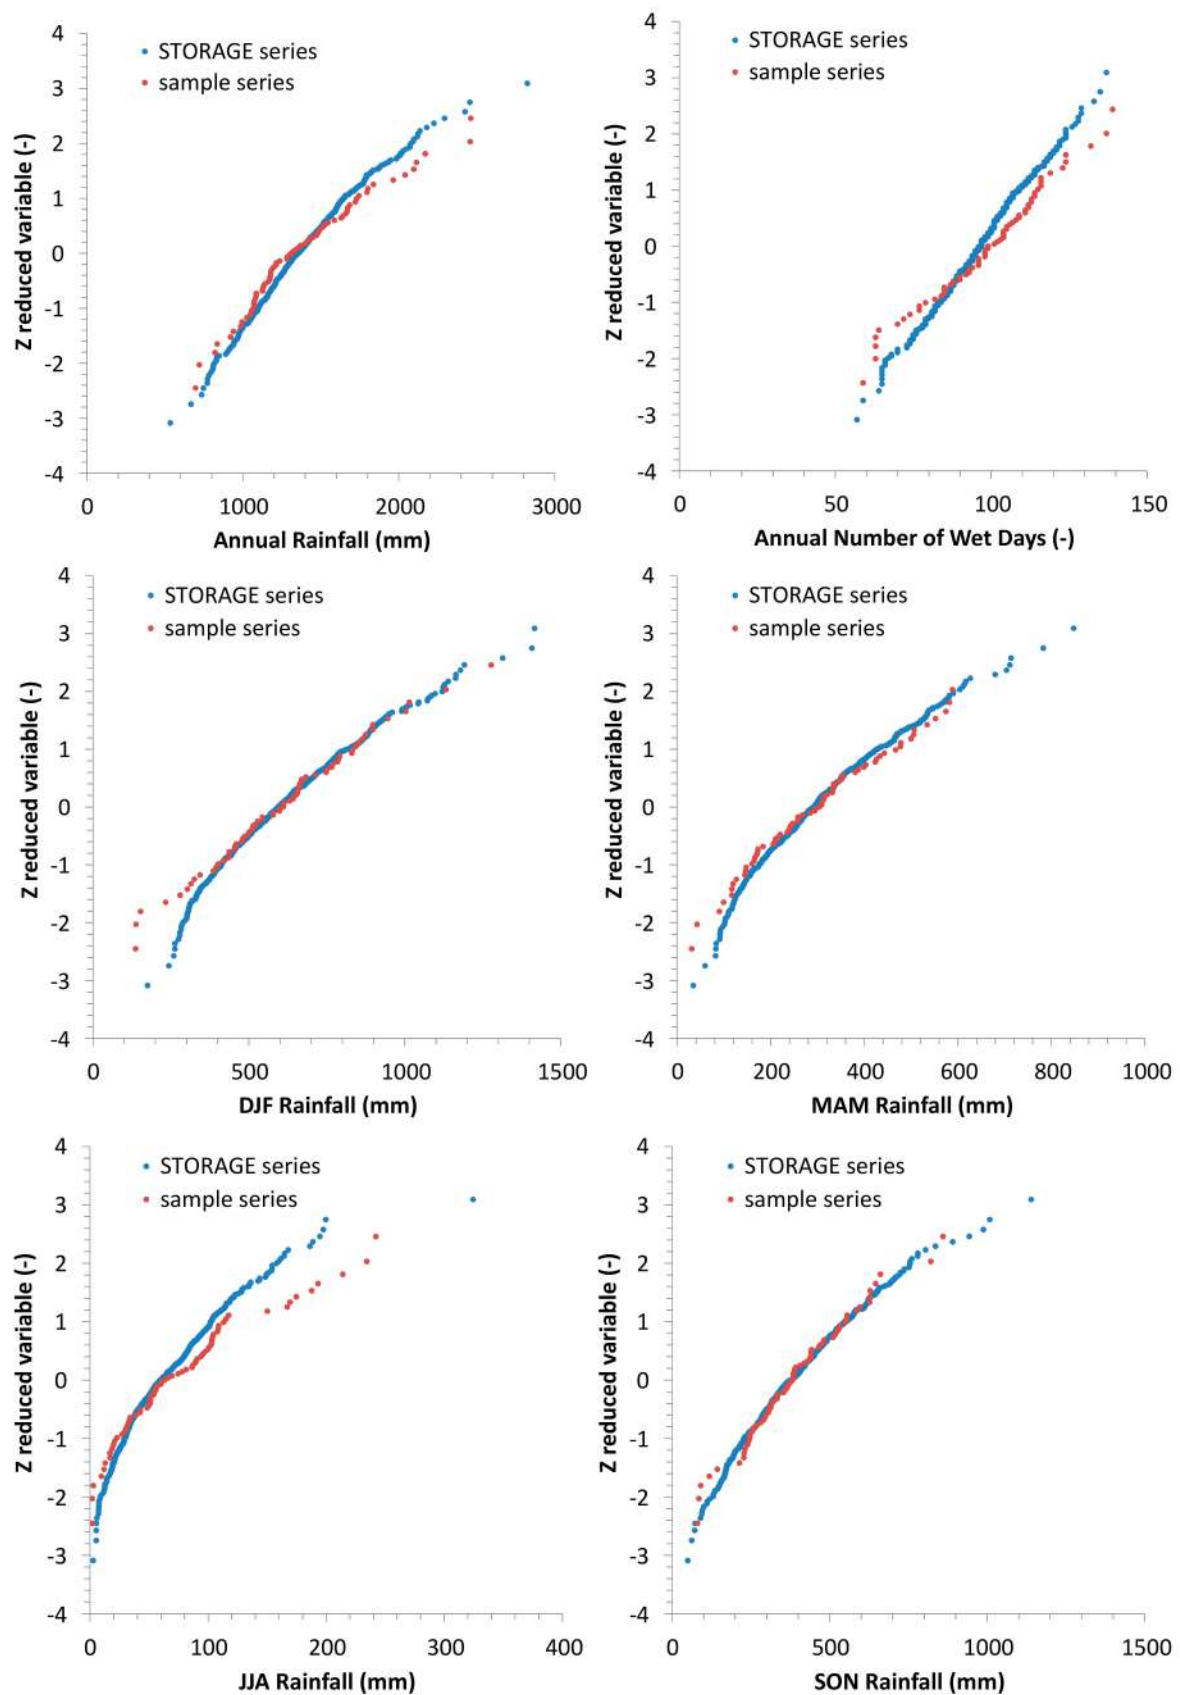 4
3
2
1
0
-1
-2
-3
-4
Z reduced variable (-)
STORAGE series
sample series
0 1000 2000 3000
Annual Rainfall (mm)
4
3
2
1
0
-1
-2
-3
-4
Z reduced variable (-)
STORAGE series
sample series
0 50 100 150
Annual Number of Wet Days (-)
4
3
2
1
0
-1
-2
-3
-4
Z reduced variable (-)
STORAGE series
sample series
0 500 1000 1500
DJF Rainfall (mm)
4
3
2
1
0
-1
-2
-3
-4
Z reduced variable (-)
STORAGE series
sample series
0 200 400 600 800 1000
MAM Rainfall (mm)
4
3
2
1
0
-1
-2
-3
-4
Z reduced variable (-)
STORAGE series
sample series
0 100 200 300 400
JJA Rainfall (mm)
4
3
2
1
0
-1
-2
-3
-4
Z reduced variable (-)
STORAGE series
sample series
0 500 1000 1500
SON Rainfall (mm)